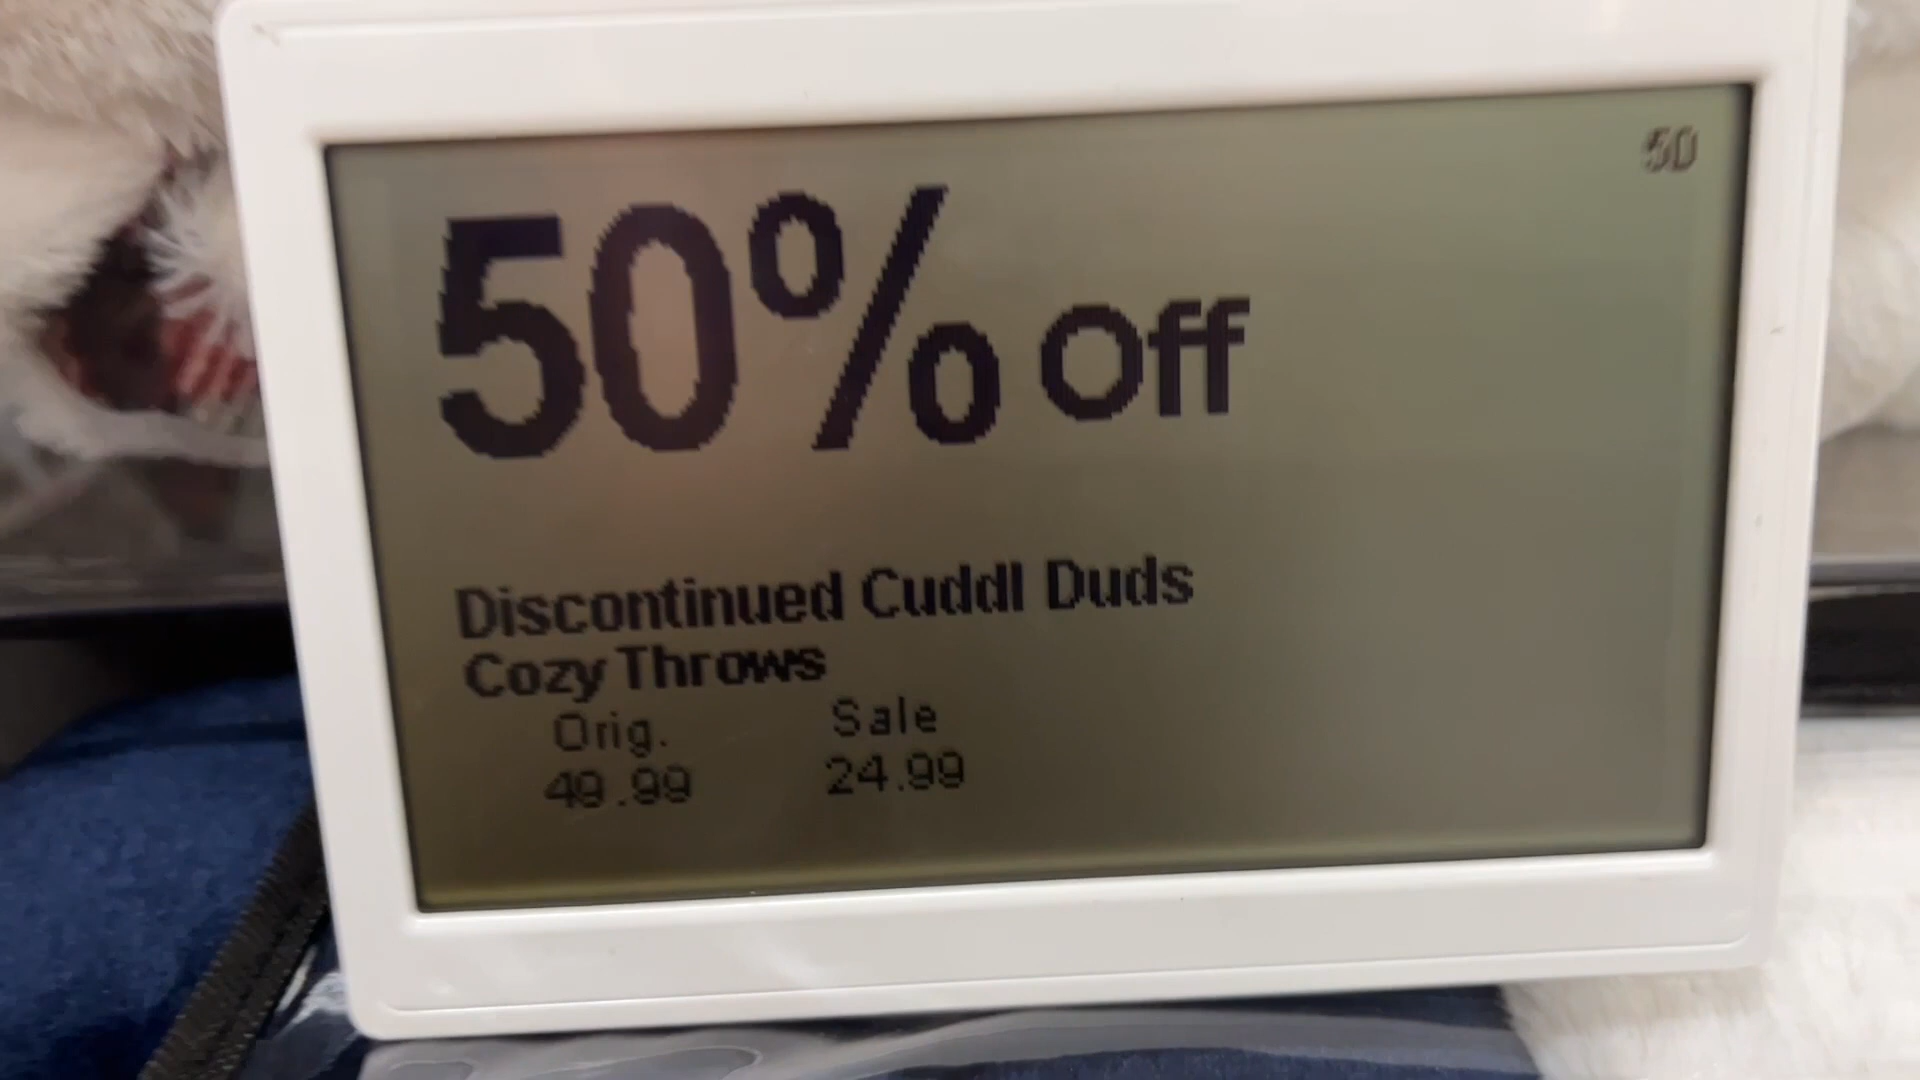 50
50% Off
Discontinued Cuddl Duds
Cozy Throws
Orig. Sale
49.99 24.99